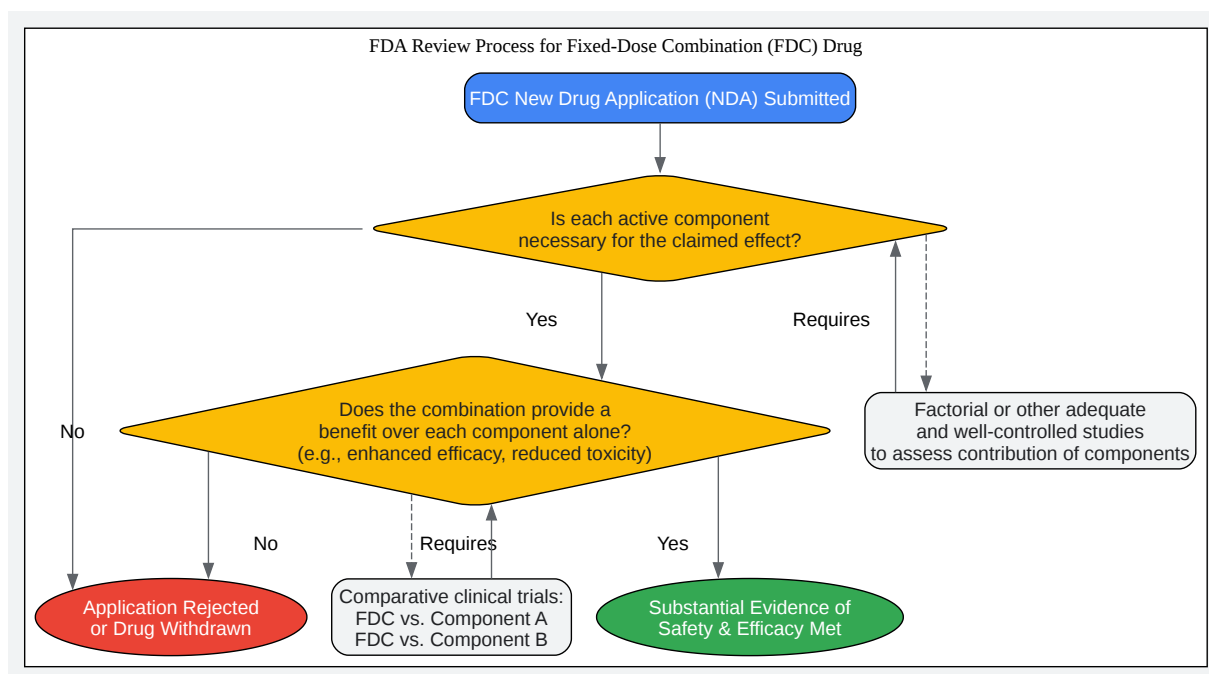 FDA Review Process for Fixed-Dose Combination (FDC) Drug
FDC New Drug Application (NDA) Submitted
Is each active component
necessary for the claimed effect?
Yes
Requires
No
Does the combination provide a
benefit over each component alone?
(e.g., enhanced efficacy, reduced toxicity)
Factorial or other adequate
and well-controlled studies
to assess contribution of components
No
Requires
Yes
Application Rejected
or Drug Withdrawn
Comparative clinical trials:
FDC vs. Component A
FDC vs. Component B
Substantial Evidence of
Safety & Efficacy Met